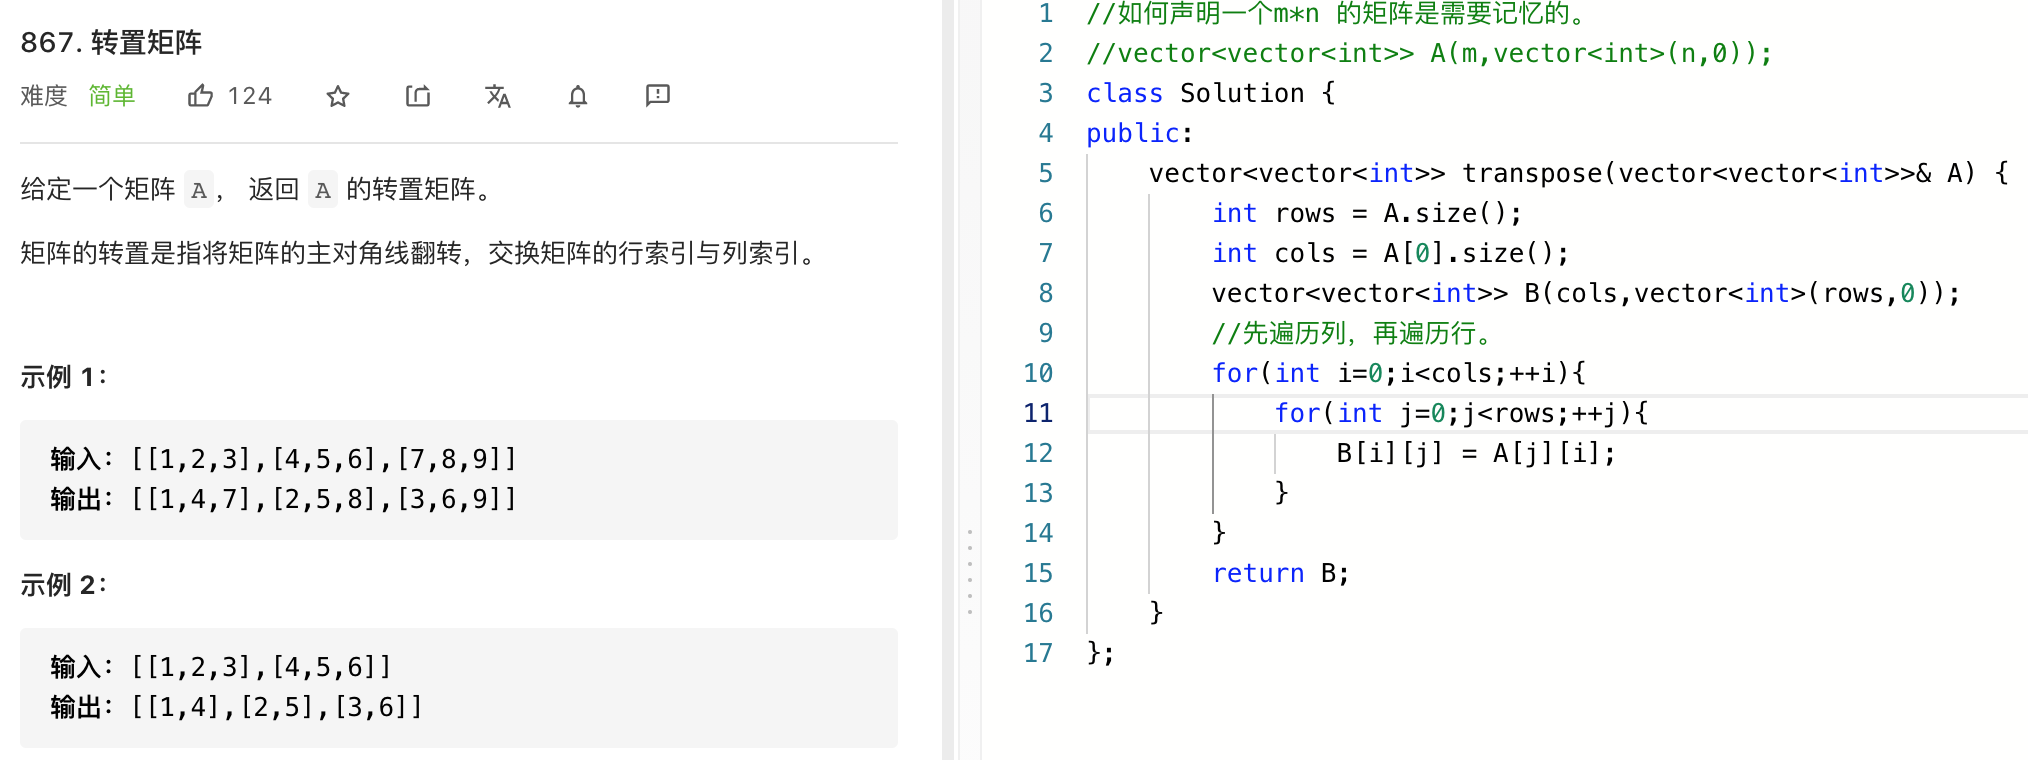 867. 转置矩阵
难度 简单 124
给定一个矩阵 A， 返回 A 的转置矩阵。
矩阵的转置是指将矩阵的主对角线翻转，交换矩阵的行索引与列索引。
示例 1：
输入：[[1,2,3],[4,5,6],[7,8,9]]
输出：[[1,4,7],[2,5,8],[3,6,9]]
示例 2：
输入：[[1,2,3],[4,5,6]]
输出：[[1,4],[2,5],[3,6]]
1 //如何声明一个m*n 的矩阵是需要记忆的。
2 //vector<vector<int>> A(m,vector<int>(n,0));
3 class Solution {
4 public:
5     vector<vector<int>> transpose(vector<vector<int>>& A) {
6         int rows = A.size();
7         int cols = A[0].size();
8         vector<vector<int>> B(cols,vector<int>(rows,0));
9         //先遍历列，再遍历行。
10         for(int i=0;i<cols;++i){
11             for(int j=0;j<rows;++j){
12                 B[i][j] = A[j][i];
13             }
14         }
15         return B;
16     }
17 };